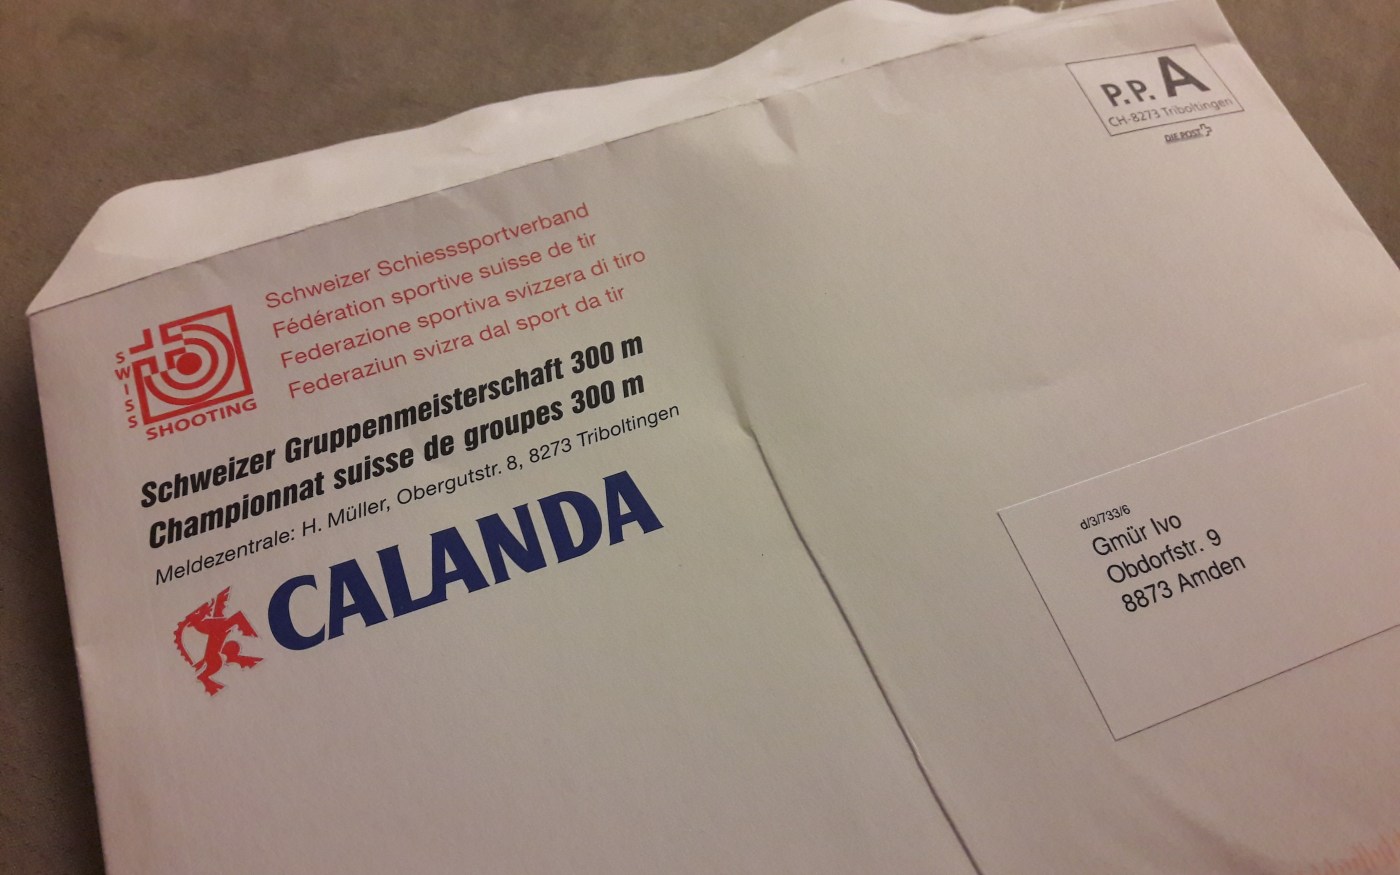 P.P. A
CH-8273 Triboltingen
DIE POST
Schweizer Schiesssportverband
Fédération sportive suisse de tir
Federazione sportiva svizzera di tiro
Federaziun svizra dal sport da tir
SWISS
SHOOTING
Schweizer Gruppenmeisterschaft 300 m
Championnat suisse de groupes 300 m
Meldezentrale: H. Müller, Obergutstr. 8, 8273 Triboltingen
CALANDA
d/3/733/6
Gmür Ivo
Obdorfstr. 9
8873 Amden